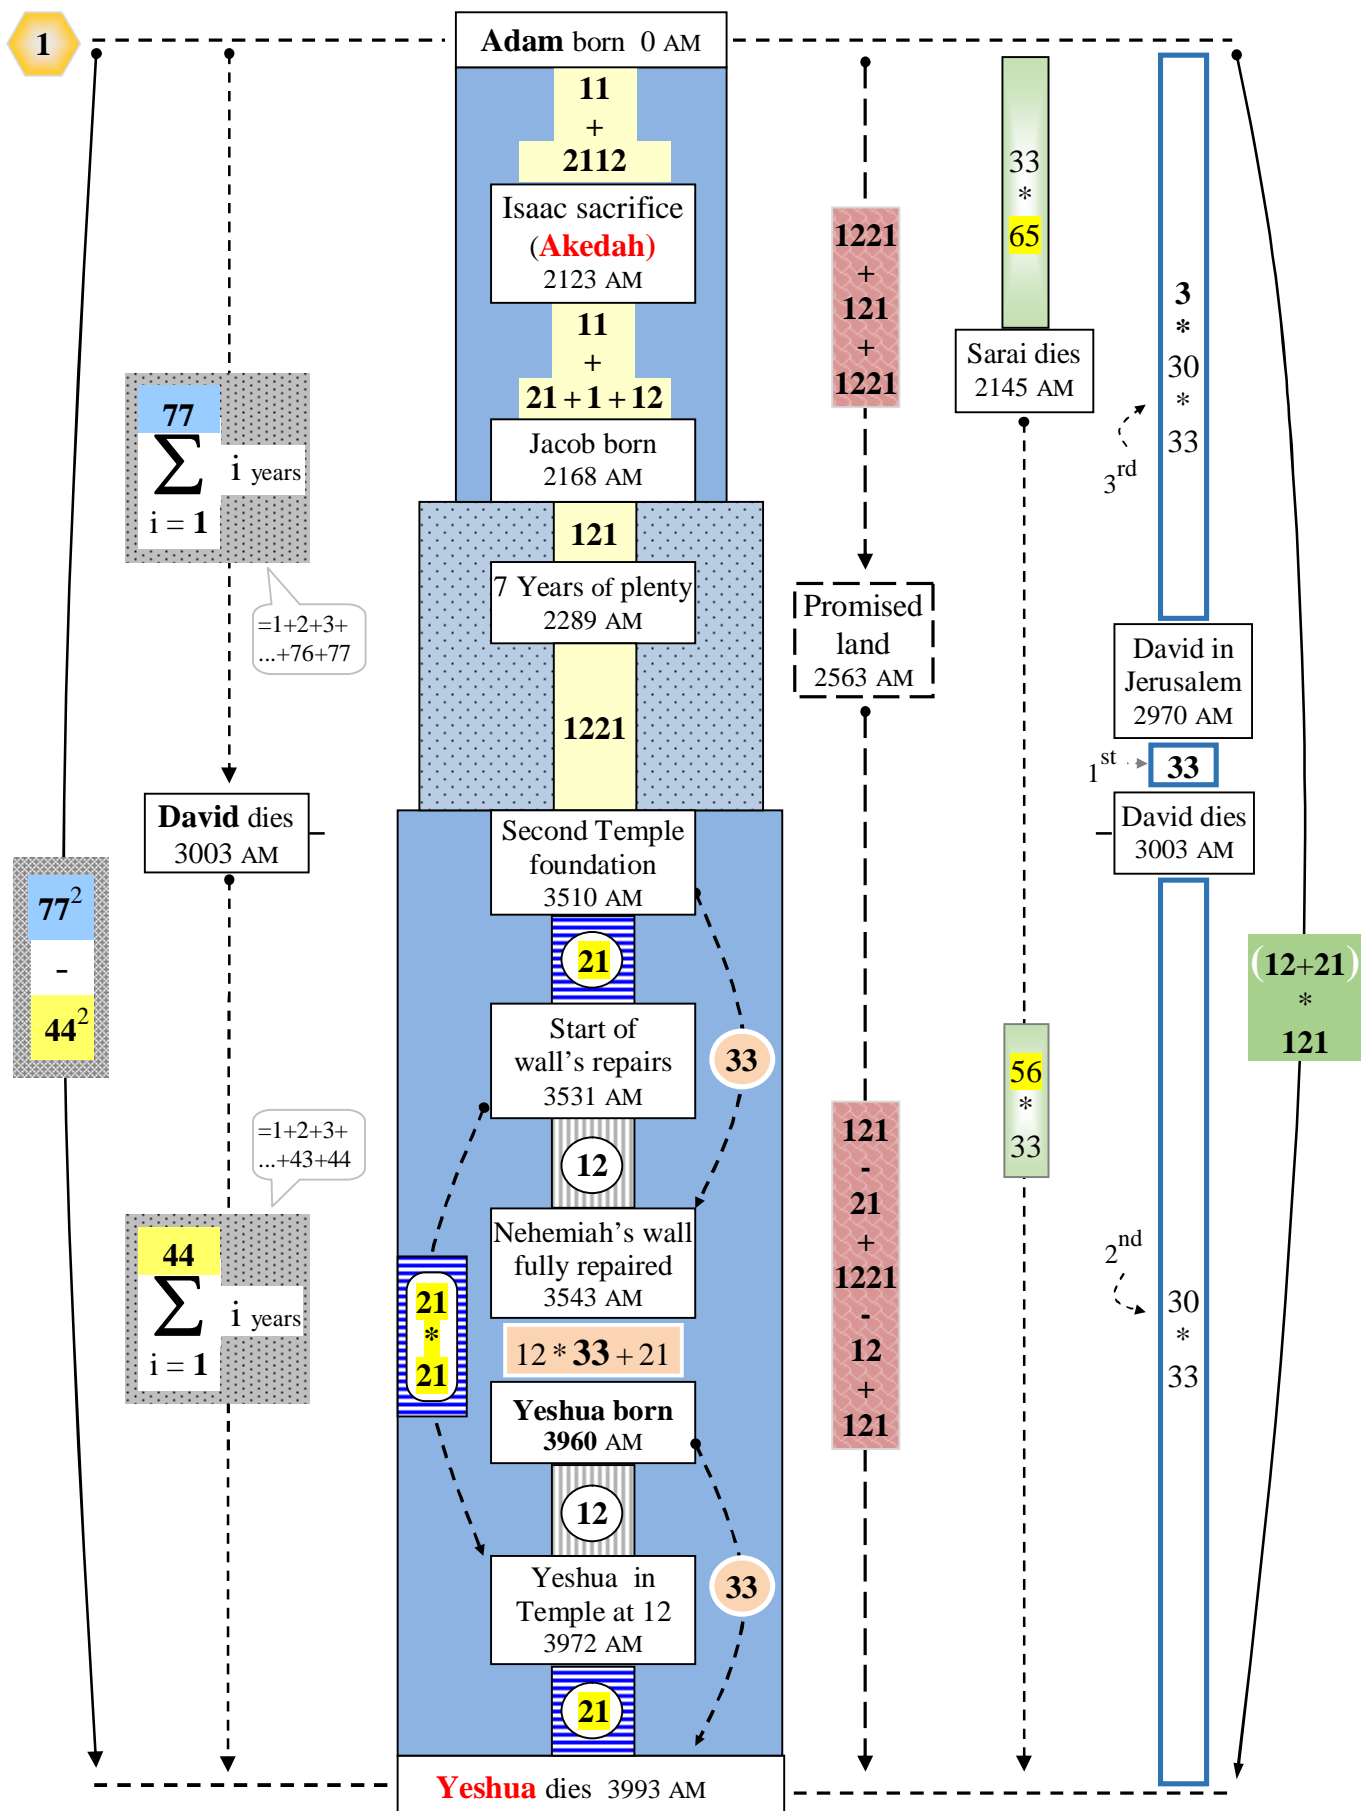 1
Adam born 0 AM
11
+
2112
Isaac sacrifice
(Akedah)
2123 AM
11
+
21 + 1 + 12
Jacob born
2168 AM
121
7 Years of plenty
2289 AM
1221
Second Temple
foundation
3510 AM
21
Start of
wall's repairs
3531 AM
33
12
Nehemiah's wall
fully repaired
3543 AM
21
*
21
12 * 33 + 21
Yeshua born
3960 AM
12
Yeshua in
Temple at 12
3972 AM
33
21
Yeshua dies 3993 AM
77²
-
44²
77
∑ i years
i = 1
=1+2+3+
...+76+77
David dies
3003 AM
=1+2+3+
...+43+44
44
∑ i years
i = 1
1221
+
121
+
1221
Promised
land
2563 AM
121
-
21
+
1221
-
12
+
121
33
*
65
Sarai dies
2145 AM
56
*
33
3
*
30
*
33
3rd
David in
Jerusalem
2970 AM
1st
33
David dies
3003 AM
2nd
30
*
33
(12+21)
*
121